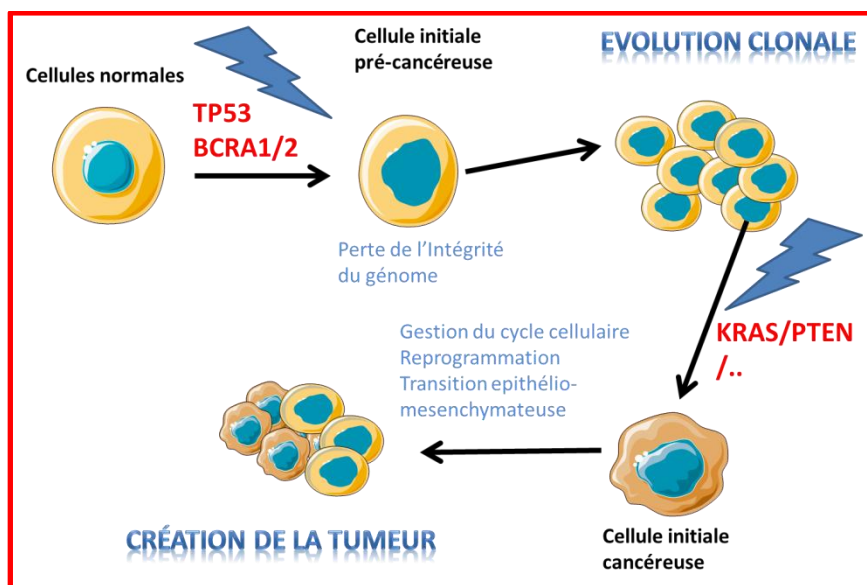 Cellules normales
TP53
BCRA1/2
Cellule initiale
pré-cancéreuse
EVOLUTION CLONALE
Perte de l'Intégrité
du génome
KRAS/PTEN
/..
Gestion du cycle cellulaire
Reprogrammation
Transition epithélio-
mesenchymateuse
Cellule initiale
cancéreuse
CRÉATION DE LA TUMEUR